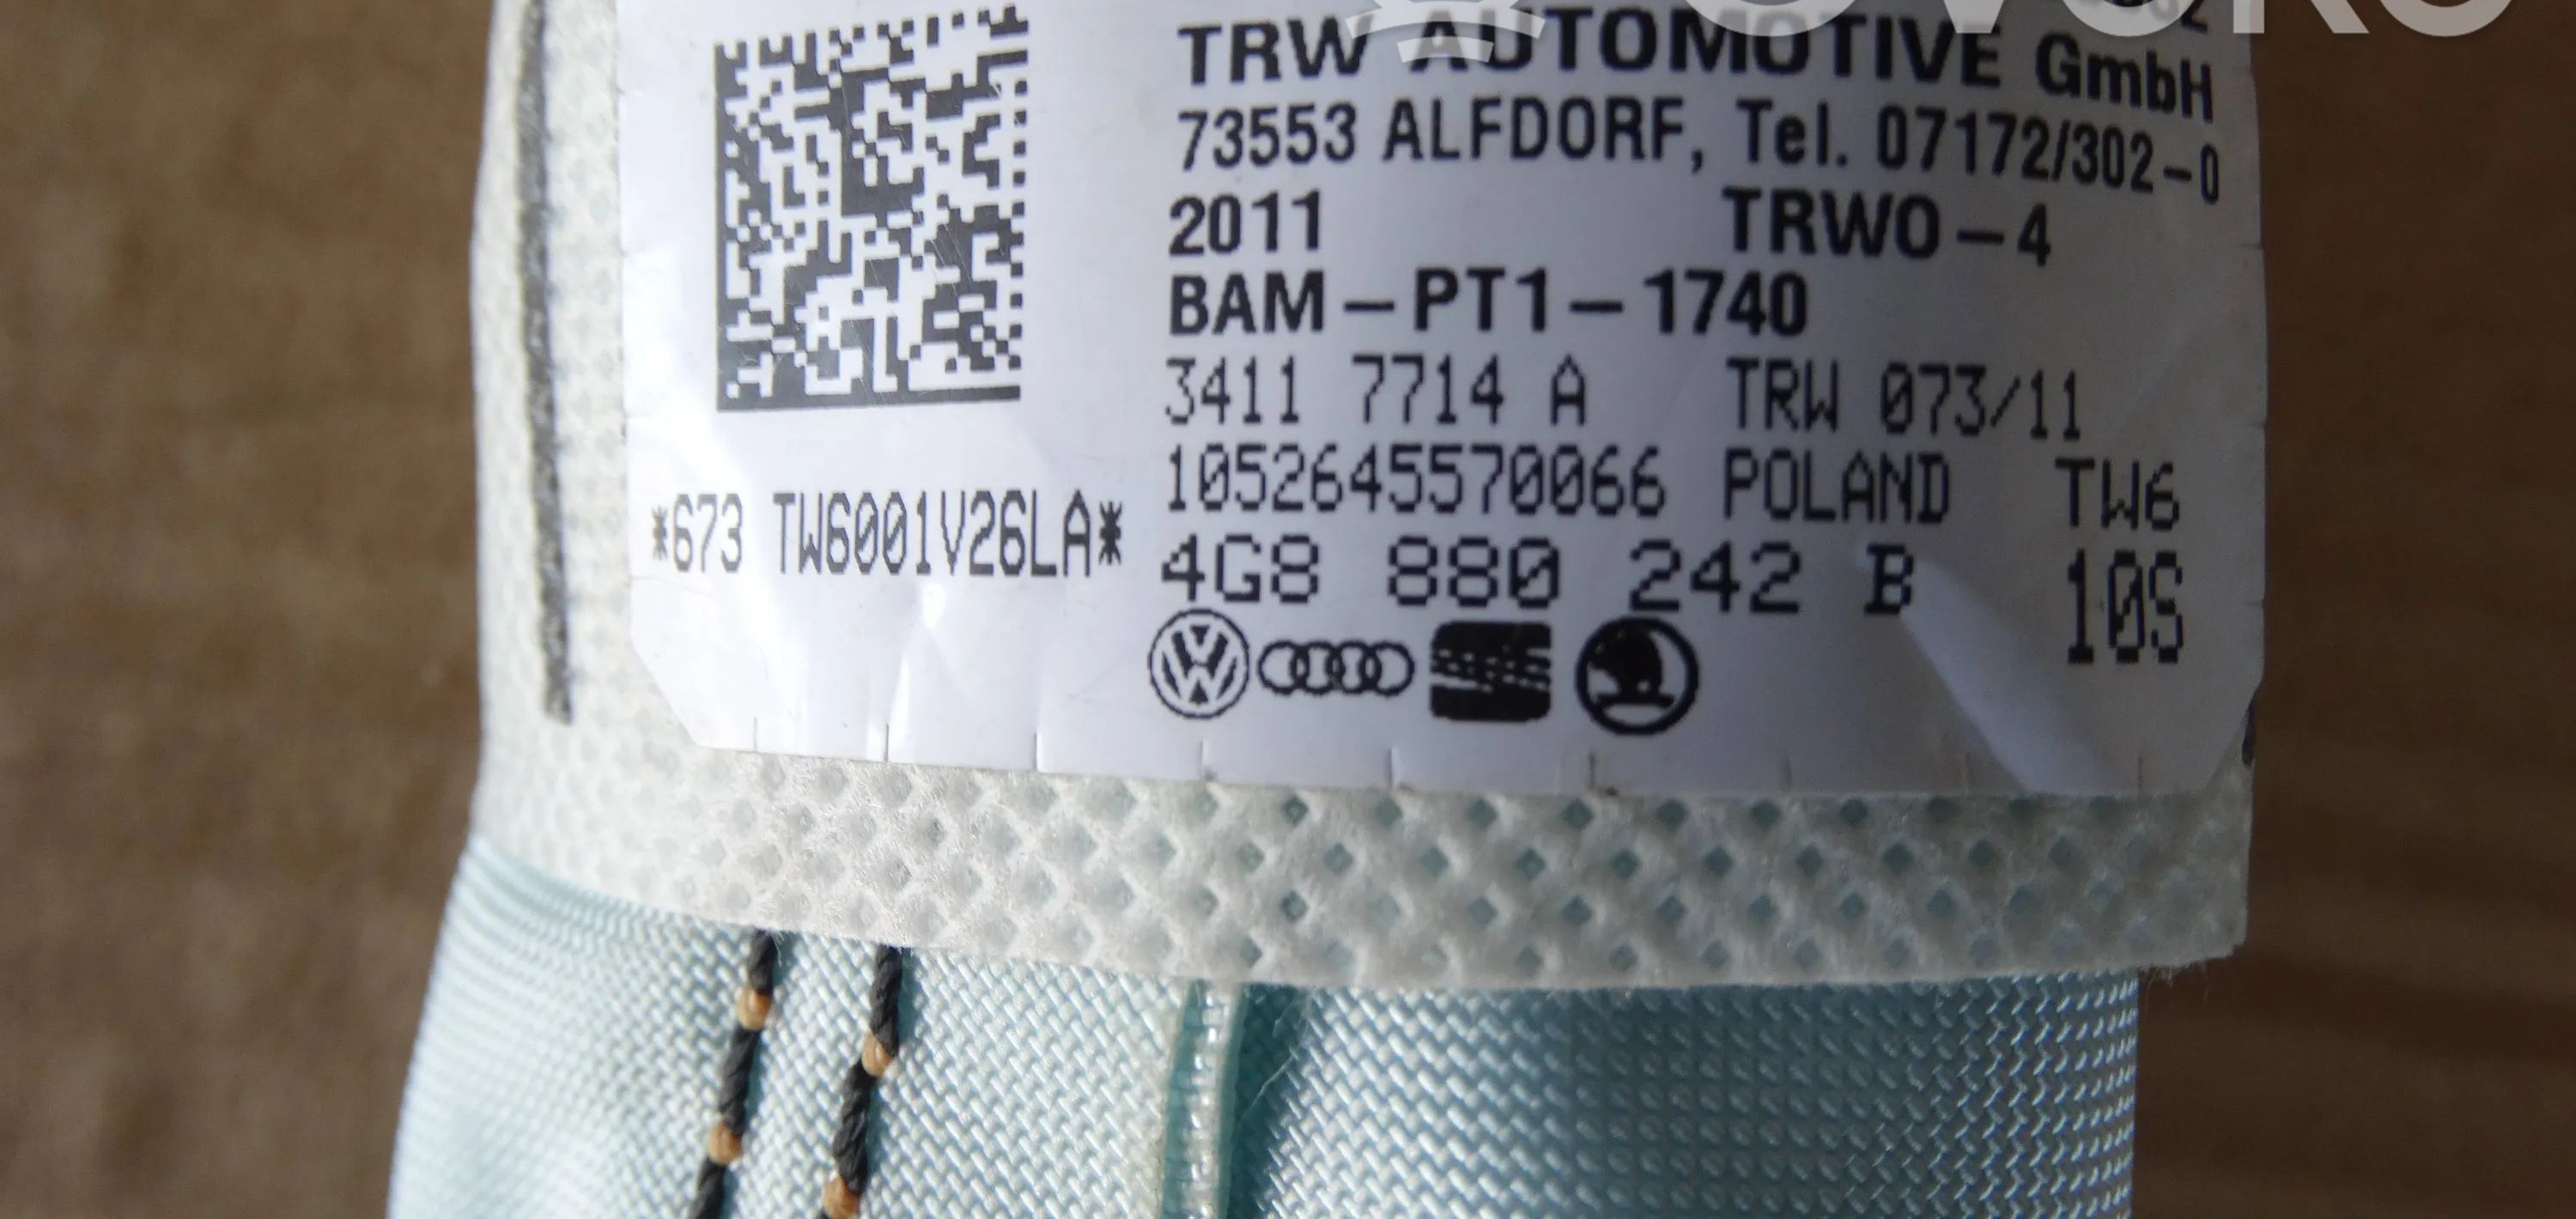 TRW AUTOMOTIVE GmbH
73553 ALFDORF, Tel. 07172/302-0
2011 TRWO-4
BAM-PT1-1740
3411 7714 A TRW 073/11
1052645570066 POLAND TW6
*673 TW6001V26LA* 4G8 880 242 B 10S